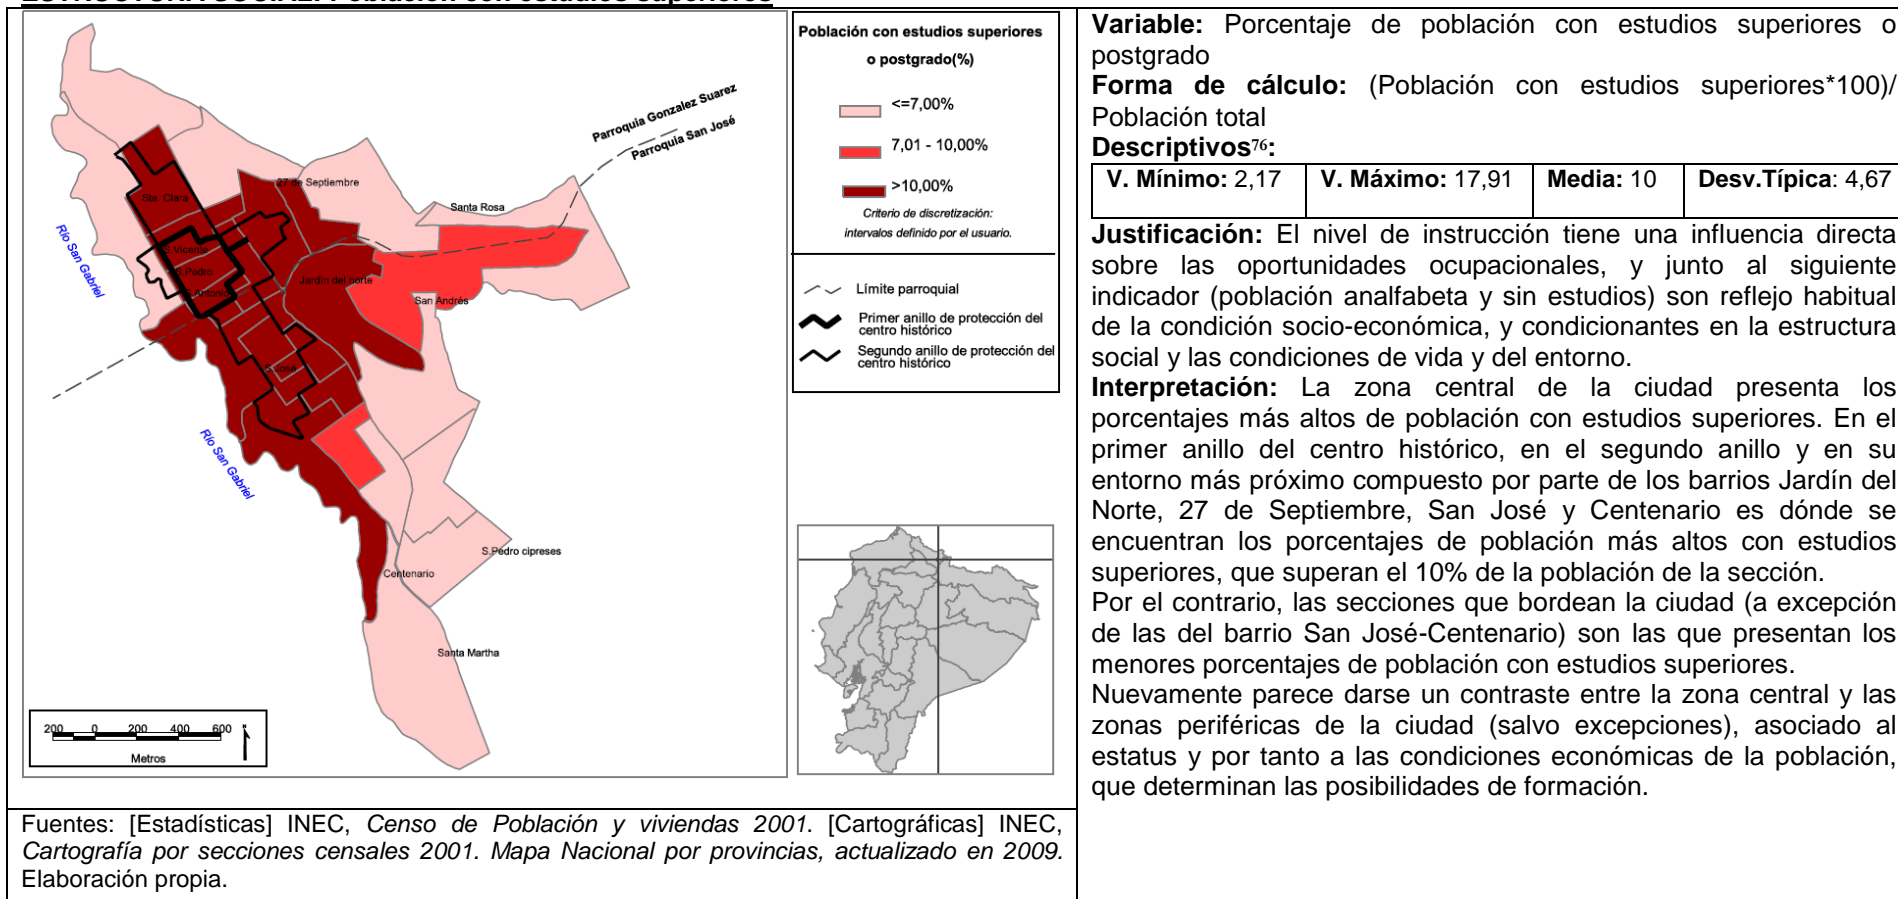 ESTRUCTURA SOCIAL: Población con estudios superiores
Población con estudios superiores
o postgrado(%)
<=7,00%
7,01 - 10,00%
>10,00%
Criterio de discretización:
intervalos definido por el usuario.
Límite parroquial
Primer anillo de protección del
centro histórico
Segundo anillo de protección del
centro histórico
Parroquia Gonzalez Suarez
Parroquia San José
27 de Septiembre
Sta. Clara
Santa Rosa
Río San Gabriel
S.Vicente
S.Pedro
S.Antonio
Jardín del norte
San Andrés
S.José
Río San Gabriel
S.Pedro cipreses
Centenario
Santa Martha
200 0 200 400 600
Metros
N
Fuentes: [Estadísticas] INEC, Censo de Población y viviendas 2001. [Cartográficas] INEC,
Cartografía por secciones censales 2001. Mapa Nacional por provincias, actualizado en 2009.
Elaboración propia.
Variable: Porcentaje de población con estudios superiores o
postgrado
Forma de cálculo: (Población con estudios superiores*100)/
Población total
Descriptivos76:
V. Mínimo: 2,17 V. Máximo: 17,91 Media: 10 Desv.Típica: 4,67
Justificación: El nivel de instrucción tiene una influencia directa
sobre las oportunidades ocupacionales, y junto al siguiente
indicador (población analfabeta y sin estudios) son reflejo habitual
de la condición socio-económica, y condicionantes en la estructura
social y las condiciones de vida y del entorno.
Interpretación: La zona central de la ciudad presenta los
porcentajes más altos de población con estudios superiores. En el
primer anillo del centro histórico, en el segundo anillo y en su
entorno más próximo compuesto por parte de los barrios Jardín del
Norte, 27 de Septiembre, San José y Centenario es dónde se
encuentran los porcentajes de población más altos con estudios
superiores, que superan el 10% de la población de la sección.
Por el contrario, las secciones que bordean la ciudad (a excepción
de las del barrio San José-Centenario) son las que presentan los
menores porcentajes de población con estudios superiores.
Nuevamente parece darse un contraste entre la zona central y las
zonas periféricas de la ciudad (salvo excepciones), asociado al
estatus y por tanto a las condiciones económicas de la población,
que determinan las posibilidades de formación.